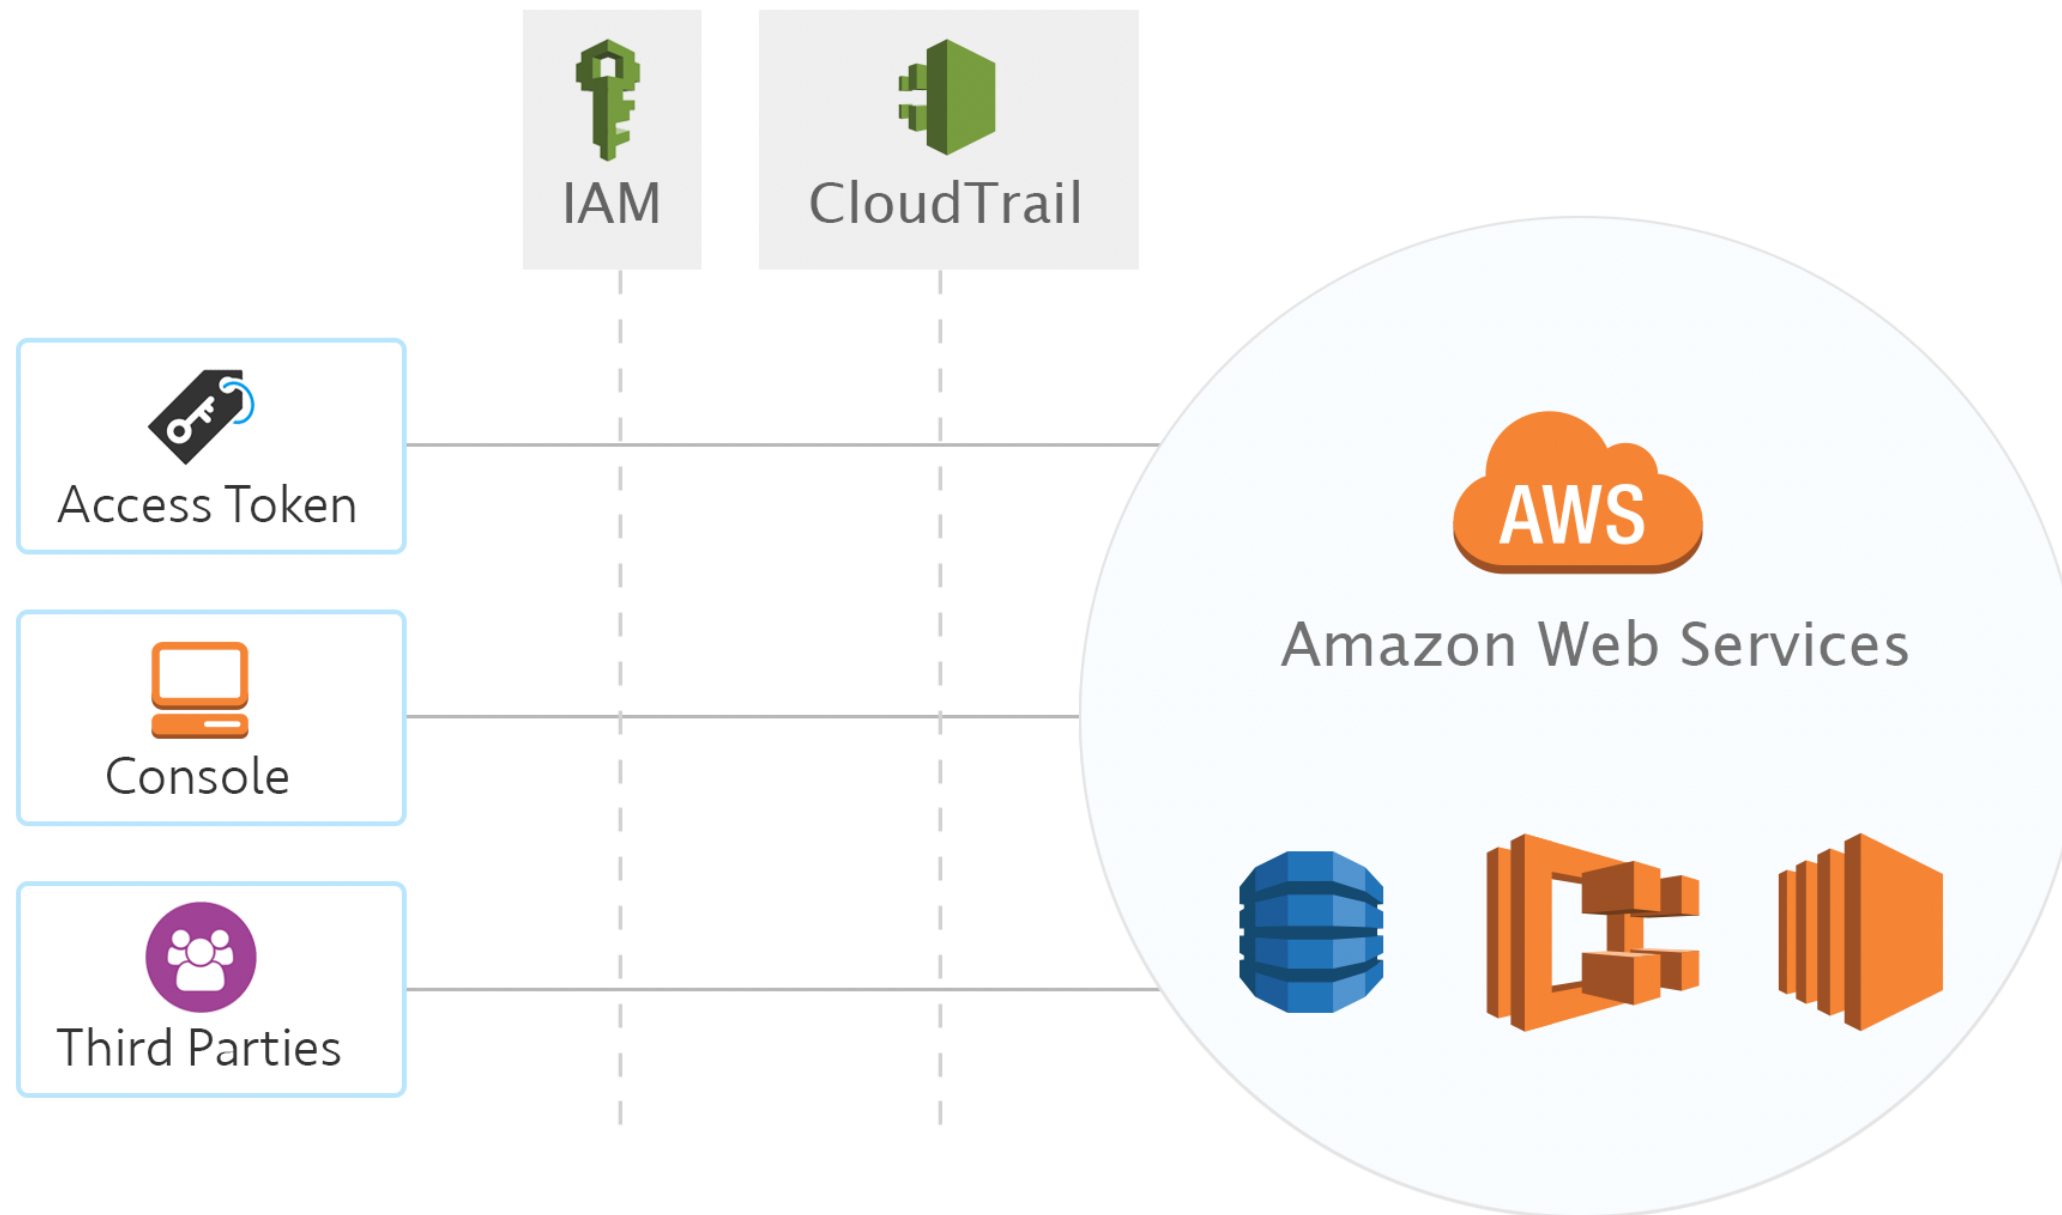 IAM
CloudTrail
Access Token
AWS
Amazon Web Services
Console
Third Parties